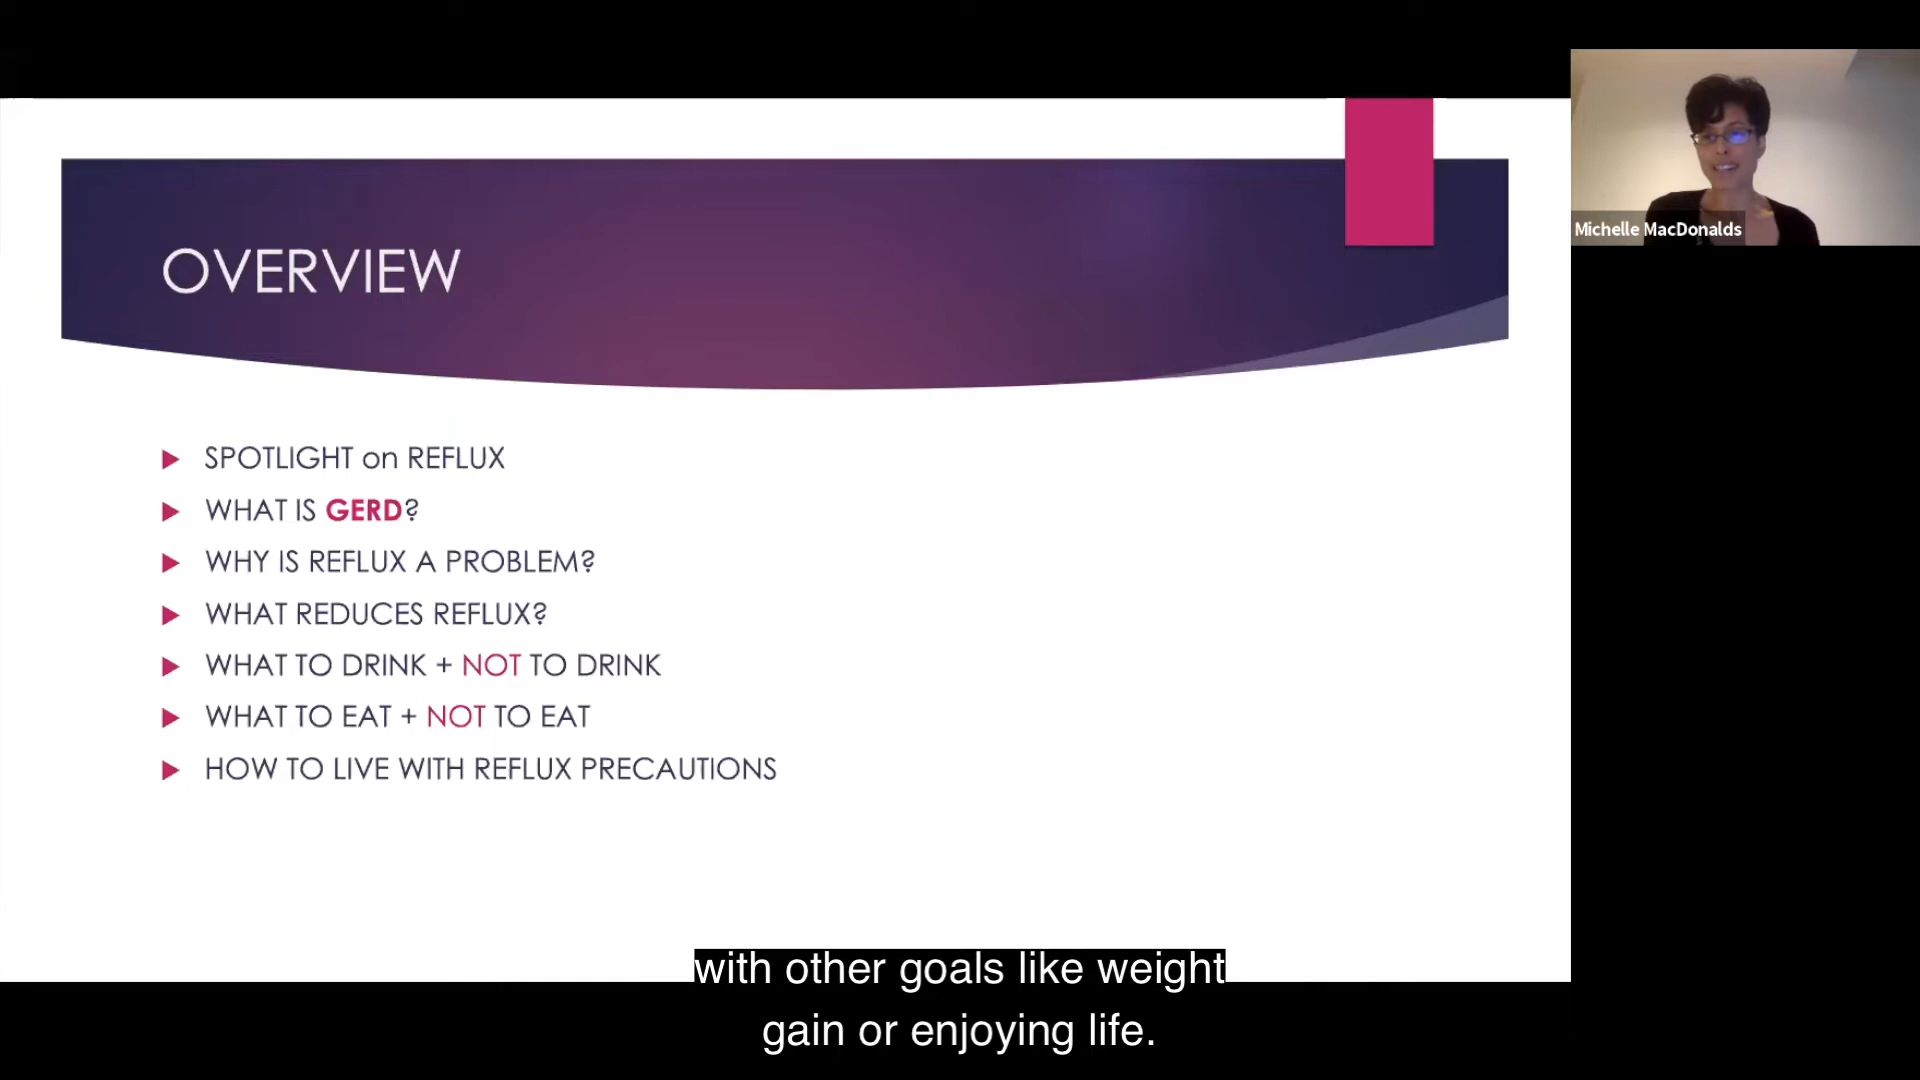 OVERVIEW
SPOTLIGHT on REFLUX
WHAT IS GERD?
WHY IS REFLUX A PROBLEM?
WHAT REDUCES REFLUX?
WHAT TO DRINK + NOT TO DRINK
WHAT TO EAT + NOT TO EAT
HOW TO LIVE WITH REFLUX PRECAUTIONS
Michelle MacDonalds
with other goals like weight
gain or enjoying life.